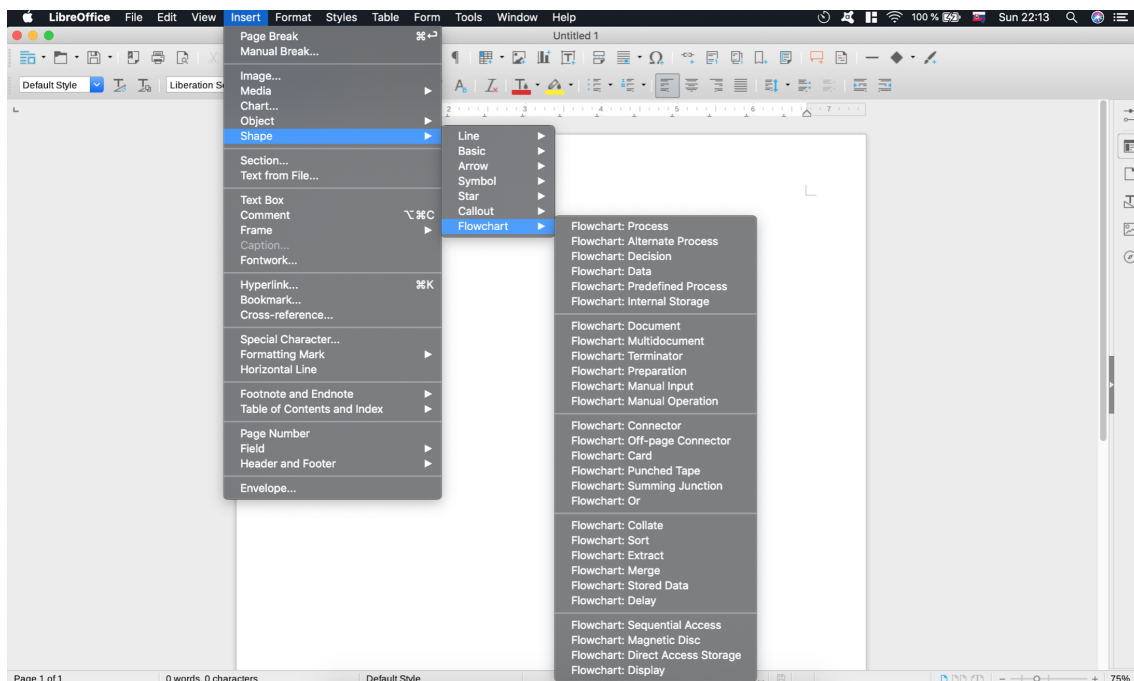 LibreOffice File Edit View Insert Format Styles Table Form Tools Window Help 100 % Sun 22:13
Untitled 1
Default Style Liberation S
2 3 4 5 6 7
Page Break ⌘↩
Manual Break...
Image...
Media
Chart...
Object
Shape
Section...
Text from File...
Text Box
Comment ⌥⌘C
Frame
Caption...
Fontwork...
Hyperlink... ⌘K
Bookmark...
Cross-reference...
Special Character...
Formatting Mark
Horizontal Line
Footnote and Endnote
Table of Contents and Index
Page Number
Field
Header and Footer
Envelope...
Line
Basic
Arrow
Symbol
Star
Callout
Flowchart
Flowchart: Process
Flowchart: Alternate Process
Flowchart: Decision
Flowchart: Data
Flowchart: Predefined Process
Flowchart: Internal Storage
Flowchart: Document
Flowchart: Multidocument
Flowchart: Terminator
Flowchart: Preparation
Flowchart: Manual Input
Flowchart: Manual Operation
Flowchart: Connector
Flowchart: Off-page Connector
Flowchart: Card
Flowchart: Punched Tape
Flowchart: Summing Junction
Flowchart: Or
Flowchart: Collate
Flowchart: Sort
Flowchart: Extract
Flowchart: Merge
Flowchart: Stored Data
Flowchart: Delay
Flowchart: Sequential Access
Flowchart: Magnetic Disc
Flowchart: Direct Access Storage
Flowchart: Display
Page 1 of 1 0 words, 0 characters Default Style 75%